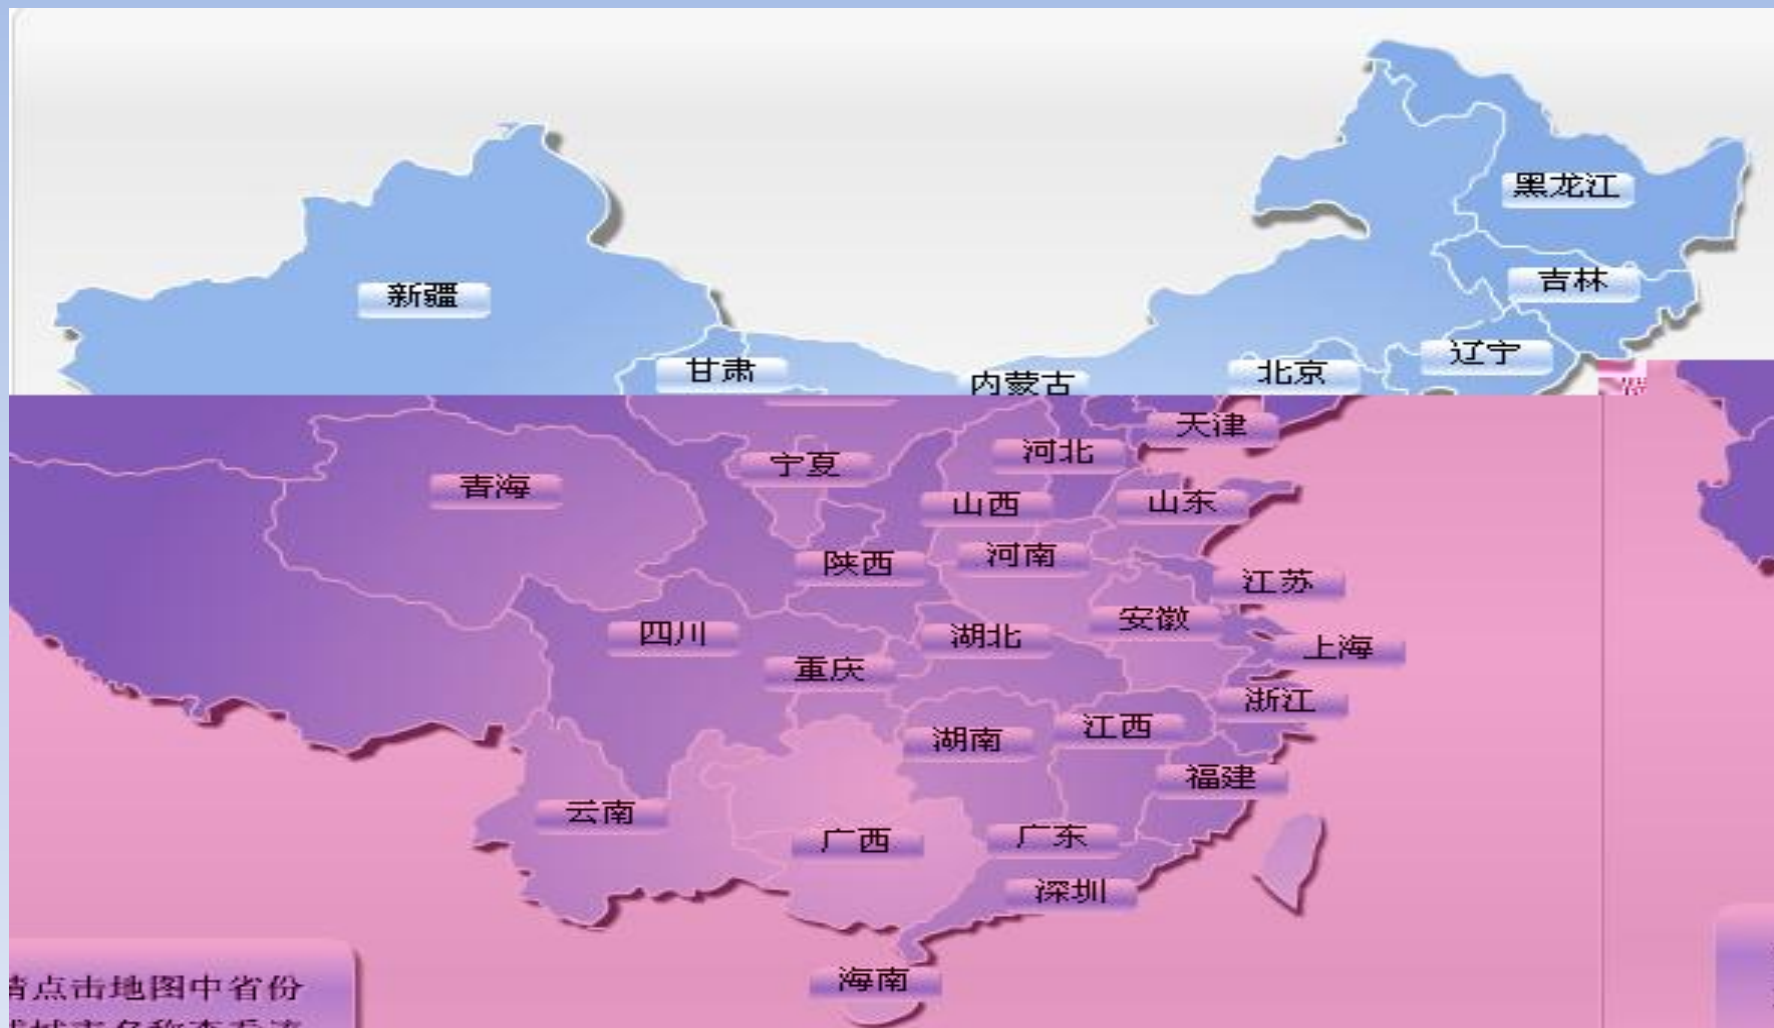 黑龙江
吉林
新疆
辽宁
甘肃
北京
内蒙古
天津
河北
宁夏
青海
山西
山东
河南
陕西
江苏
安徽
四川
湖北
上海
重庆
浙江
江西
湖南
福建
云南
广东
广西
深圳
海南
点击地图中省份